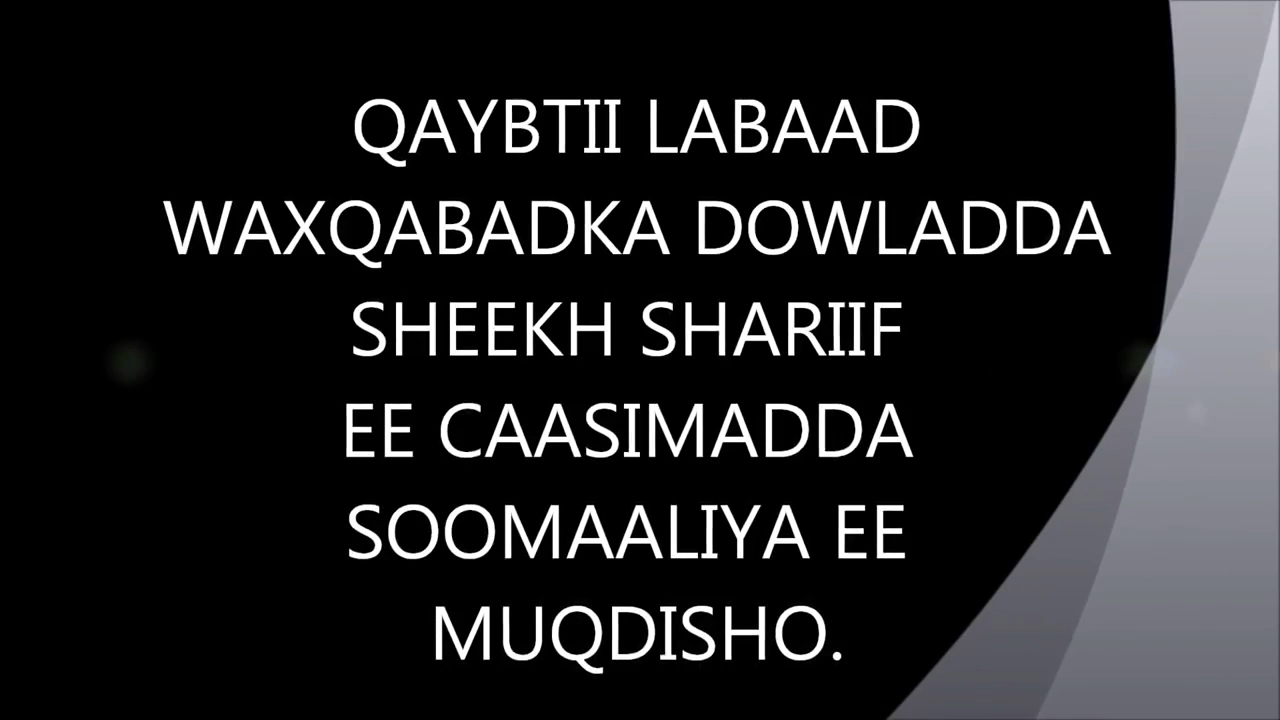 QAYBTII LABAAD
WAXQABADKA DOWLADDA
SHEEKH SHARIIF
EE CAASIMADDA
SOOMAALIYA EE
MUQDISHO.